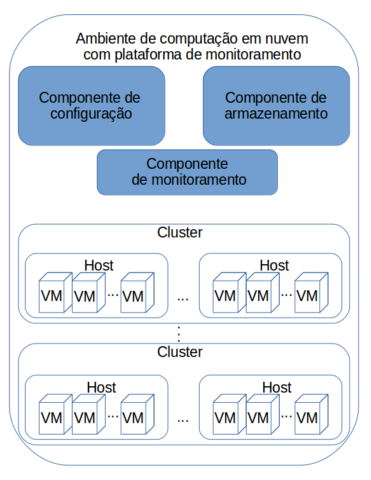 Ambiente de computação em nuvem
com plataforma de monitoramento
Componente de
configuração
Componente de
armazenamento
Componente
de monitoramento
Cluster
Host
VM VM ... VM
...
Host
VM VM ... VM
⋮
Cluster
Host
VM VM ... VM
...
Host
VM VM ... VM